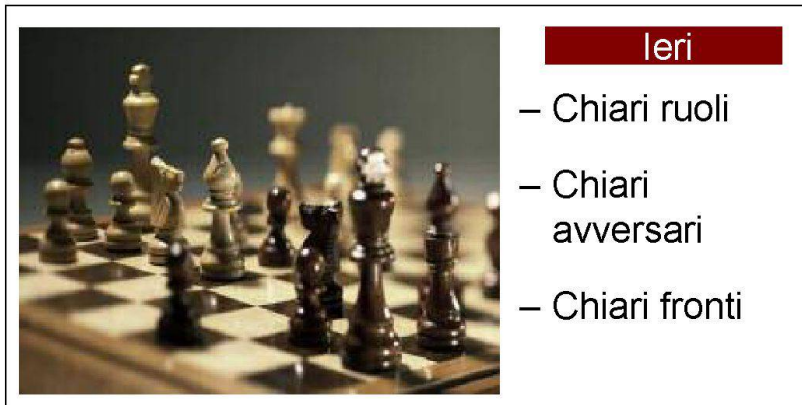 Ieri
– Chiari ruoli
– Chiari
avversari
– Chiari fronti